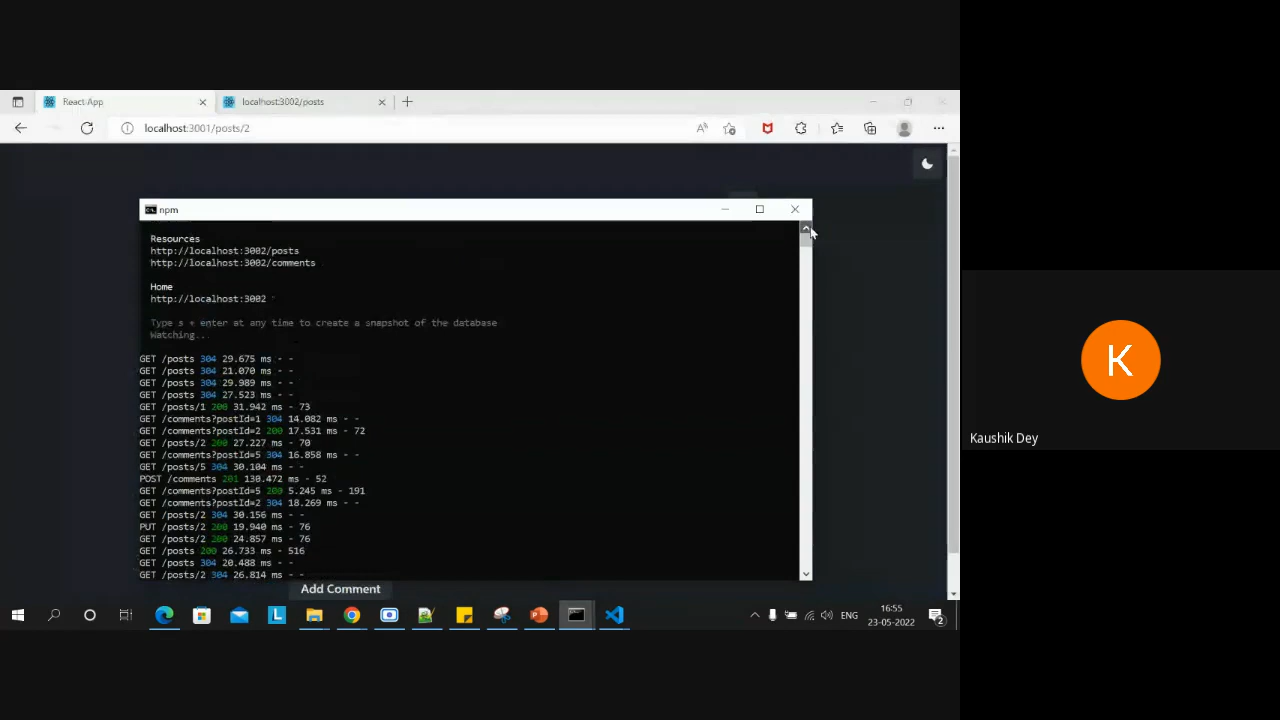 React App
localhost:3002/posts
localhost:3001/posts/2
npm
Resources
http://localhost:3002/posts
http://localhost:3002/comments
Home
http://localhost:3002
Type s + enter at any time to create a snapshot of the database
Watching...
GET /posts 304 29.675 ms - -
GET /posts 304 21.070 ms - -
GET /posts 304 29.989 ms - -
GET /posts 304 27.523 ms - -
GET /posts/1 200 31.942 ms - 73
GET /comments?postId=1 304 14.082 ms - -
GET /comments?postId=2 200 17.531 ms - 72
GET /posts/2 200 27.227 ms - 70
GET /comments?postId=5 304 16.858 ms - -
GET /posts/5 304 30.104 ms - -
POST /comments 201 130.472 ms - 52
GET /comments?postId=5 200 5.245 ms - 191
GET /comments?postId=2 304 18.269 ms - -
GET /posts/2 304 30.156 ms - -
PUT /posts/2 200 19.940 ms - 76
GET /posts/2 200 24.857 ms - 76
GET /posts 200 26.733 ms - 516
GET /posts 304 20.488 ms - -
GET /posts/2 304 26.814 ms - -
Add Comment
ENG
16:55
23-05-2022
2
K
Kaushik Dey